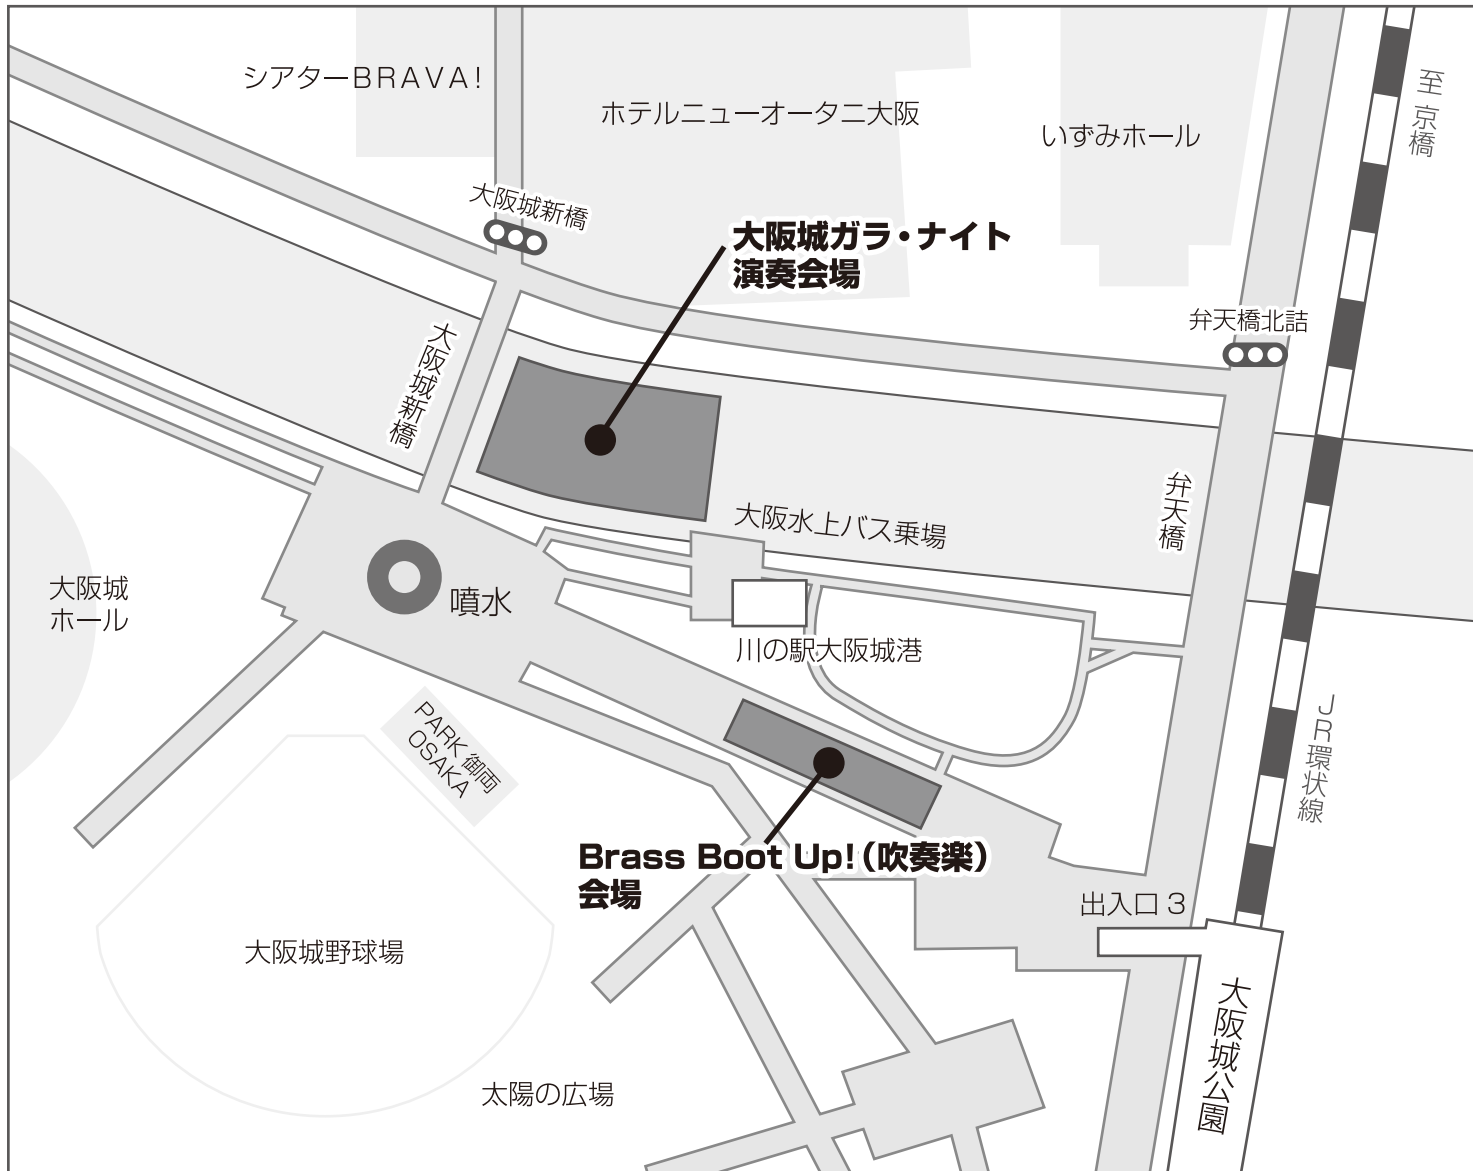 シアターBRAVA!
ホテルニューオータニ大阪
いずみホール
至 京橋
大阪城新橋
大阪城ガラ・ナイト
演奏会場
弁天橋北詰
大阪城新橋
弁天橋
大阪水上バス乗場
大阪城
ホール
噴水
川の駅大阪城港
PARK 御両
OSAKA
JR環状線
Brass Boot Up!（吹奏楽）
会場
出入口 3
大阪城野球場
大阪城公園
太陽の広場